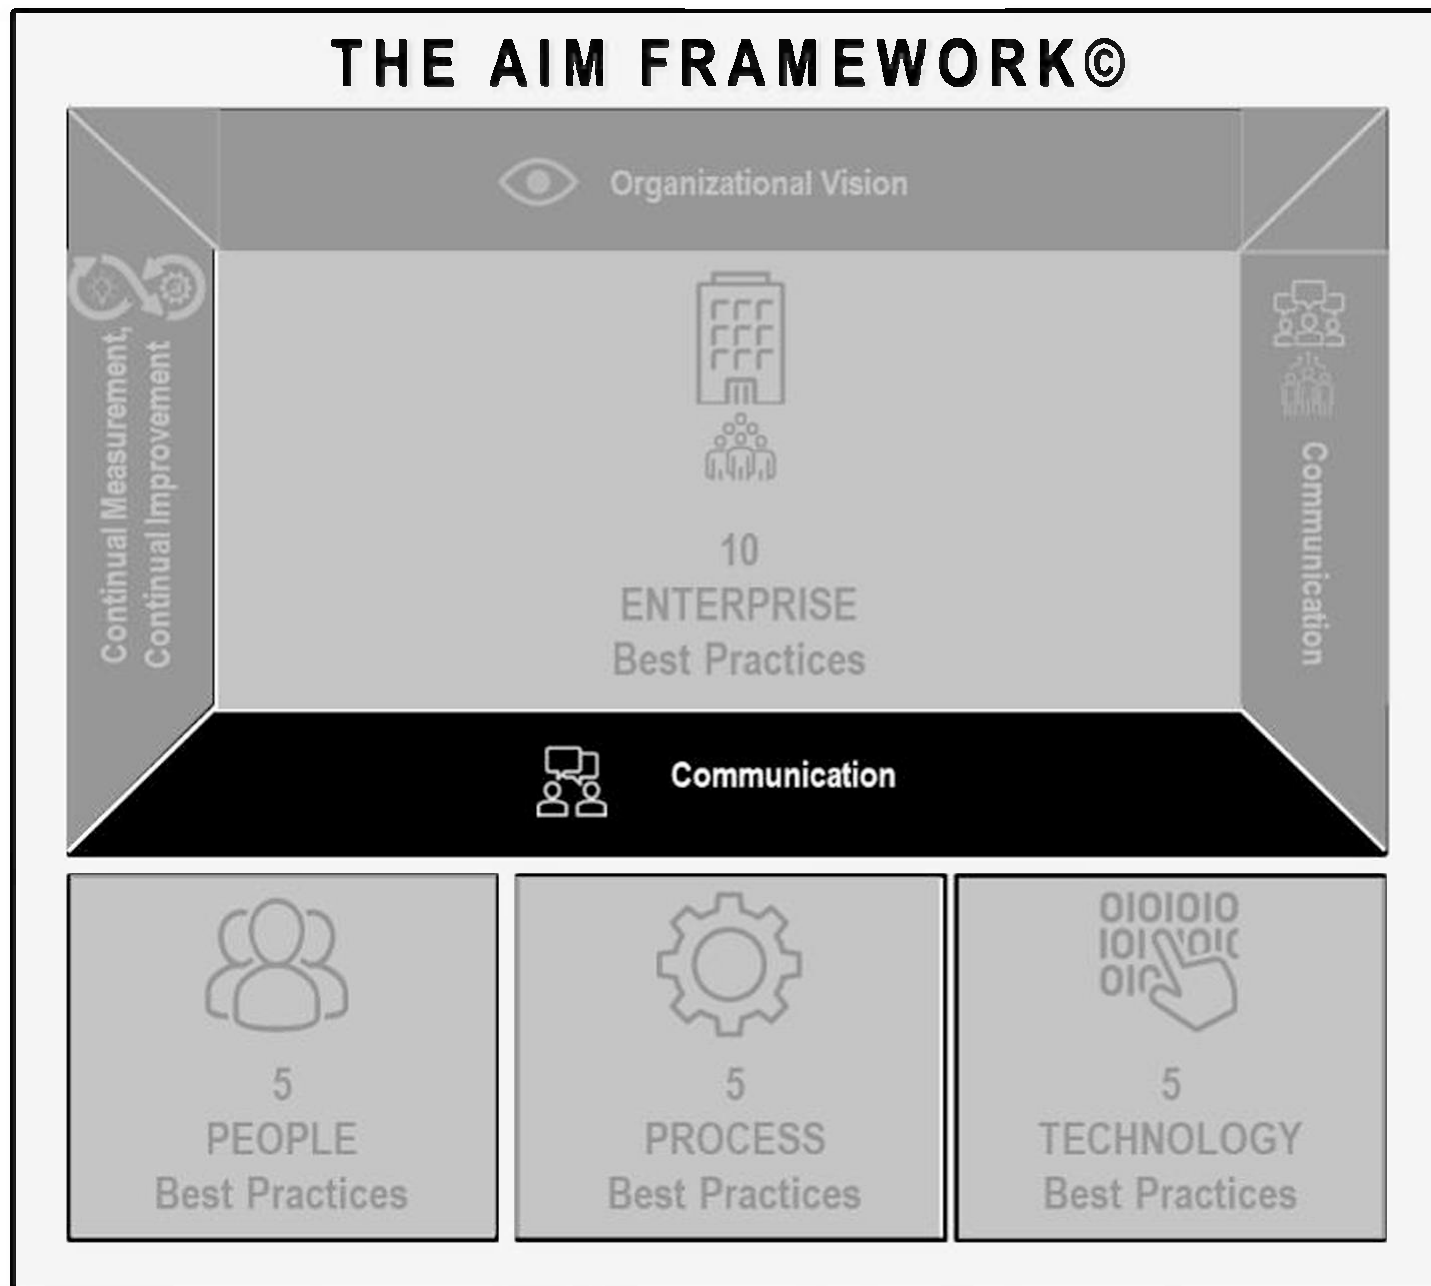 THE AIM FRAMEWORK©
Organizational Vision
Continual Measurement,
Continual Improvement
10
ENTERPRISE
Best Practices
Communication
Communication
5
PEOPLE
Best Practices
5
PROCESS
Best Practices
010101
5
TECHNOLOGY
Best Practices